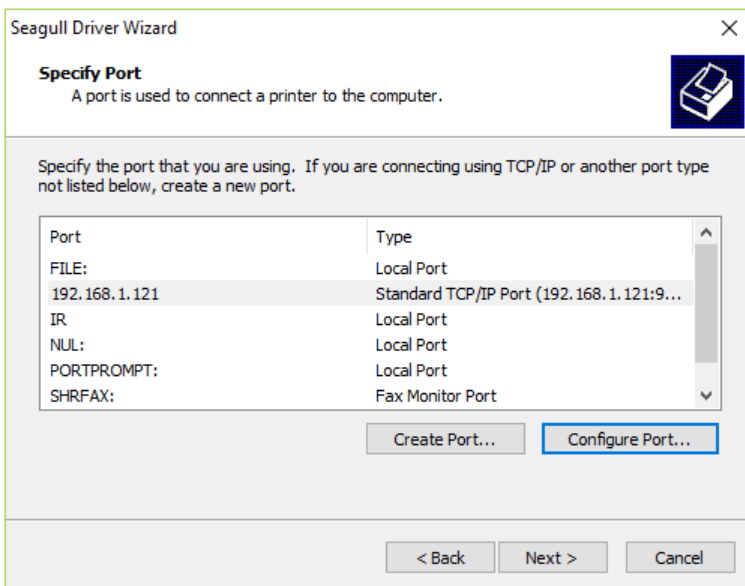 Seagull Driver Wizard
Specify Port
A port is used to connect a printer to the computer.
Specify the port that you are using. If you are connecting using TCP/IP or another port type
not listed below, create a new port.
Port Type
FILE: Local Port
192.168.1.121 Standard TCP/IP Port (192.168.1.121:9...
IR Local Port
NUL: Local Port
PORTPROMPT: Local Port
SHRFAX: Fax Monitor Port
Create Port... Configure Port...
< Back Next > Cancel